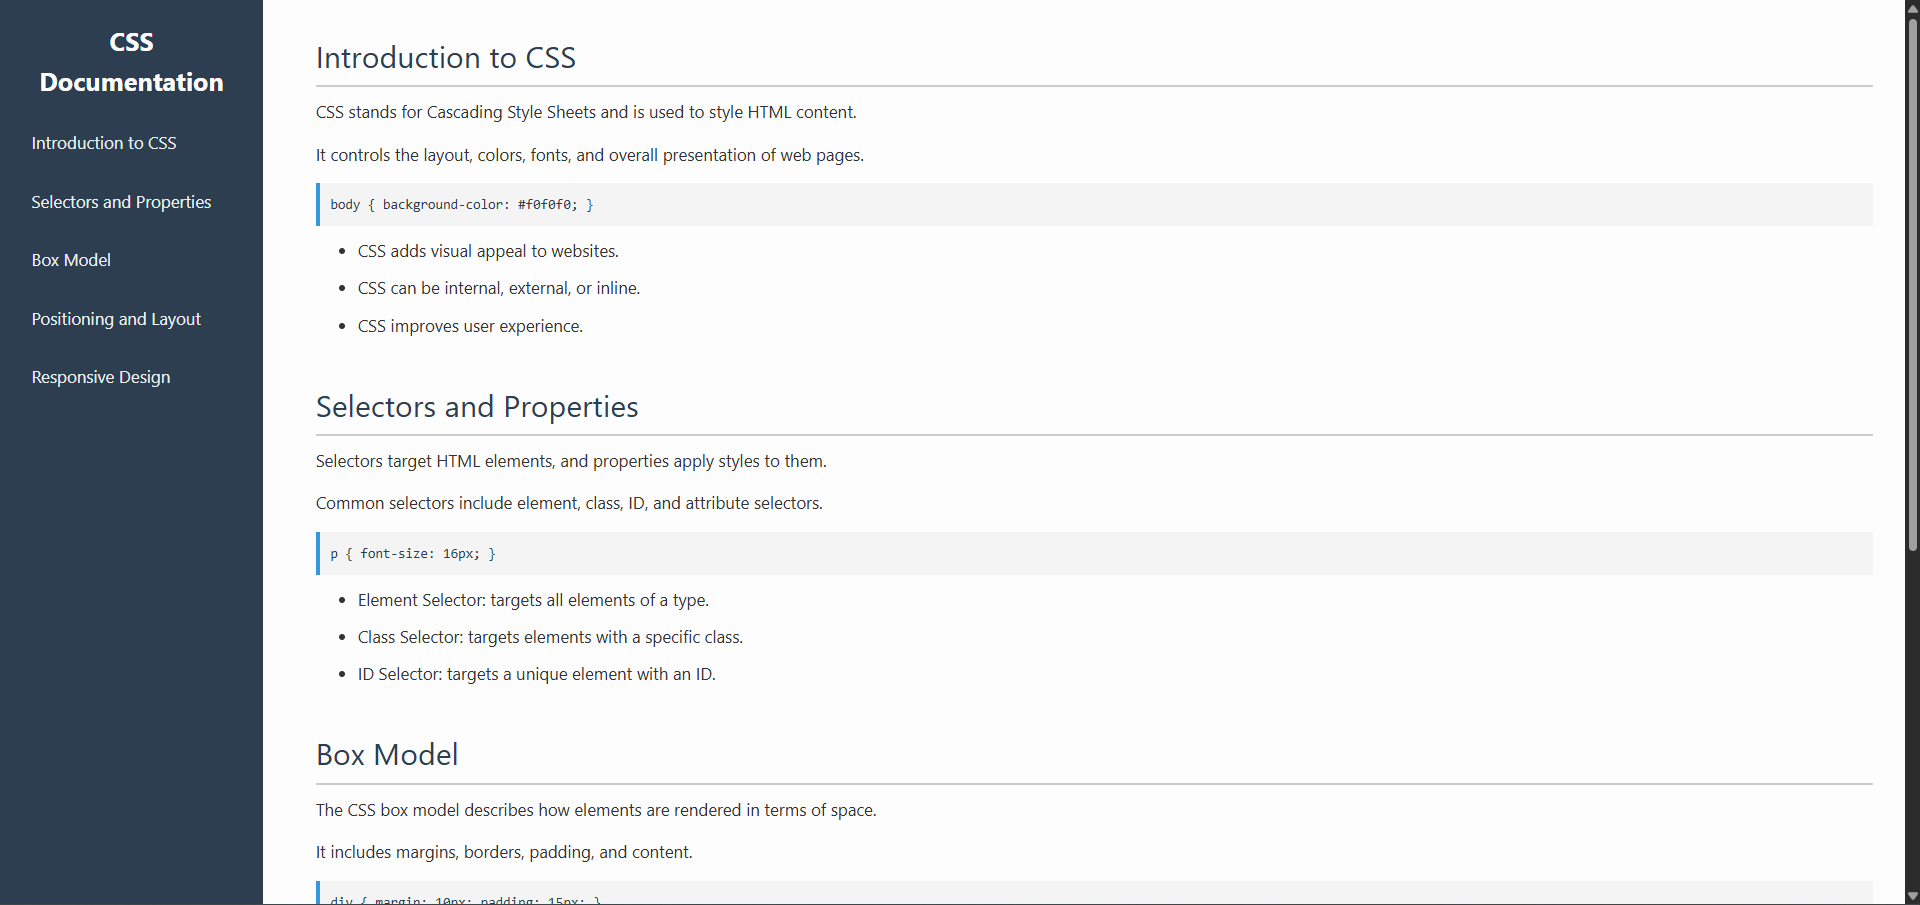 CSS
Documentation
Introduction to CSS
Selectors and Properties
Box Model
Positioning and Layout
Responsive Design
Introduction to CSS
CSS stands for Cascading Style Sheets and is used to style HTML content.
It controls the layout, colors, fonts, and overall presentation of web pages.
body { background-color: #f0f0f0; }
• CSS adds visual appeal to websites.
• CSS can be internal, external, or inline.
• CSS improves user experience.
Selectors and Properties
Selectors target HTML elements, and properties apply styles to them.
Common selectors include element, class, ID, and attribute selectors.
p { font-size: 16px; }
• Element Selector: targets all elements of a type.
• Class Selector: targets elements with a specific class.
• ID Selector: targets a unique element with an ID.
Box Model
The CSS box model describes how elements are rendered in terms of space.
It includes margins, borders, padding, and content.
div { margin: 10px; padding: 15px; }